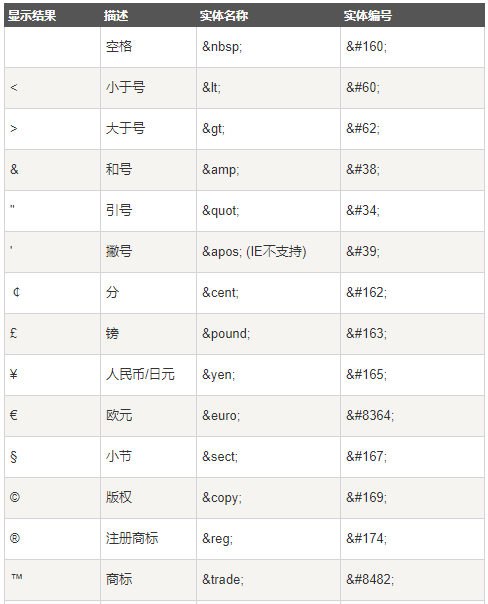 显示结果 描述 实体名称 实体编号
空格 &nbsp; &#160;
< 小于号 &lt; &#60;
> 大于号 &gt; &#62;
& 和号 &amp; &#38;
" 引号 &quot; &#34;
' 撇号 &apos; (IE不支持) &#39;
¢ 分 &cent; &#162;
£ 镑 &pound; &#163;
¥ 人民币/日元 &yen; &#165;
€ 欧元 &euro; &#8364;
§ 小节 &sect; &#167;
© 版权 &copy; &#169;
® 注册商标 &reg; &#174;
™ 商标 &trade; &#8482;